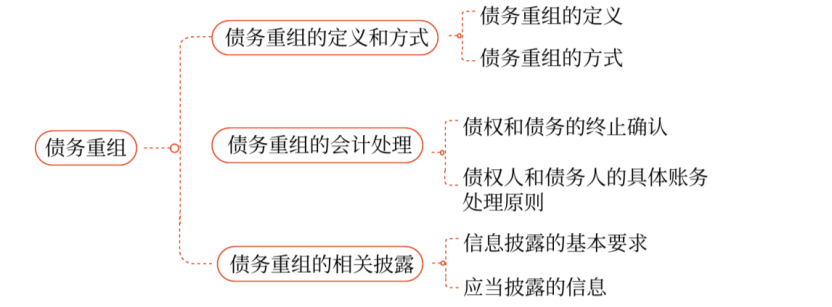 债务重组
债务重组的定义和方式
债务重组的定义
债务重组的方式
债务重组的会计处理
债权和债务的终止确认
债权人和债务人的具体账务
处理原则
债务重组的相关披露
信息披露的基本要求
应当披露的信息